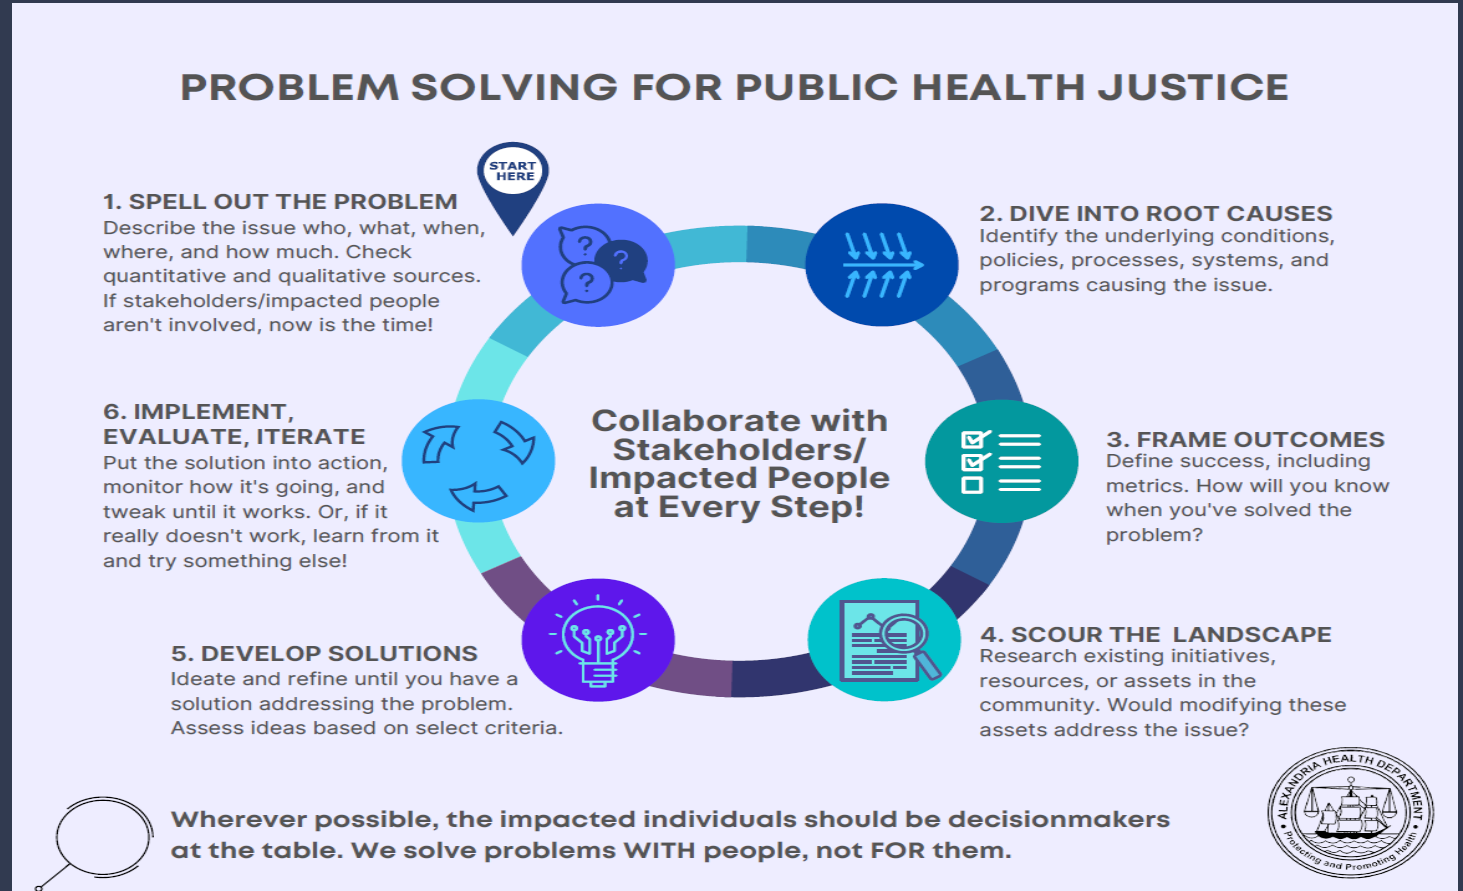 PROBLEM SOLVING FOR PUBLIC HEALTH JUSTICE
START
HERE
1. SPELL OUT THE PROBLEM
Describe the issue who, what, when,
where, and how much. Check
quantitative and qualitative sources.
If stakeholders/impacted people
aren't involved, now is the time!
2. DIVE INTO ROOT CAUSES
Identify the underlying conditions,
policies, processes, systems, and
programs causing the issue.
3. FRAME OUTCOMES
Define success, including
metrics. How will you know
when you've solved the
problem?
4. SCOUR THE LANDSCAPE
Research existing initiatives,
resources, or assets in the
community. Would modifying these
assets address the issue?
5. DEVELOP SOLUTIONS
Ideate and refine until you have a
solution addressing the problem.
Assess ideas based on select criteria.
6. IMPLEMENT,
EVALUATE, ITERATE
Put the solution into action,
monitor how it's going, and
tweak until it works. Or, if it
really doesn't work, learn from it
and try something else!
Collaborate with
Stakeholders/
Impacted People
at Every Step!
? ? ?
Wherever possible, the impacted individuals should be decisionmakers
at the table. We solve problems WITH people, not FOR them.
ALEXANDRIA HEALTH DEPARTMENT
• Protecting and Promoting Health •